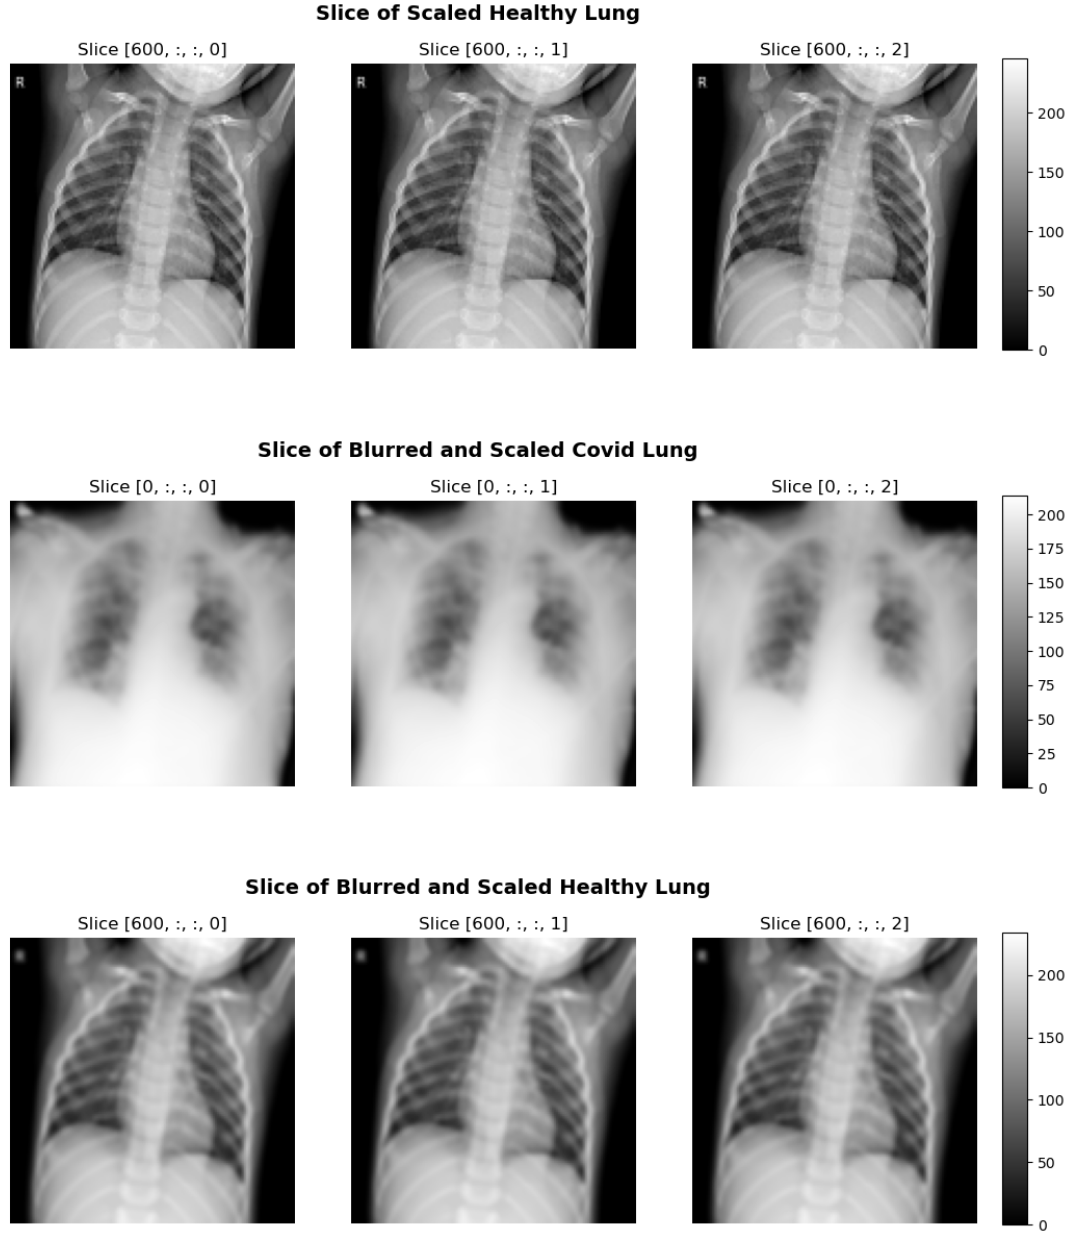 Slice of Scaled Healthy Lung
Slice [600, :, :, 0] Slice [600, :, :, 1] Slice [600, :, :, 2]
R R R
200
150
100
50
0
Slice of Blurred and Scaled Covid Lung
Slice [0, :, :, 0] Slice [0, :, :, 1] Slice [0, :, :, 2]
200
175
150
125
100
75
50
25
0
Slice of Blurred and Scaled Healthy Lung
Slice [600, :, :, 0] Slice [600, :, :, 1] Slice [600, :, :, 2]
R R R
200
150
100
50
0